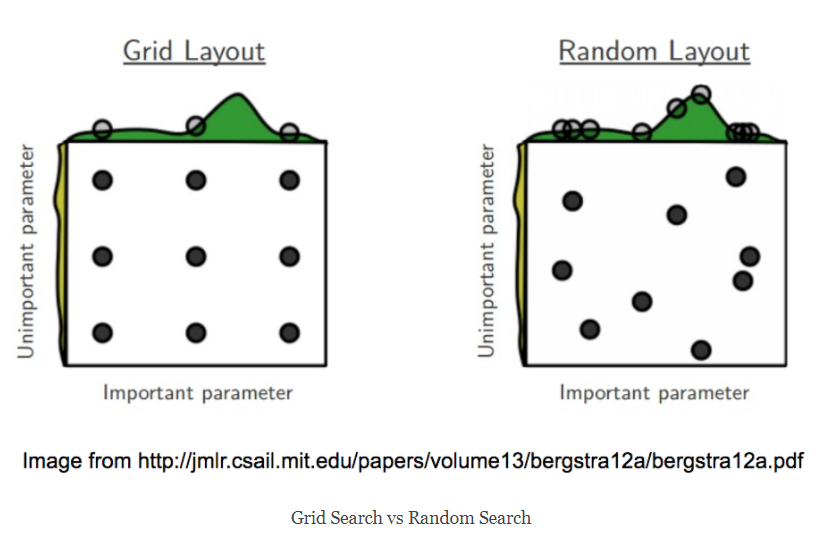 Grid Layout
Unimportant parameter
Important parameter
Random Layout
Unimportant parameter
Important parameter
Image from http://jmlr.csail.mit.edu/papers/volume13/bergstra12a/bergstra12a.pdf
Grid Search vs Random Search